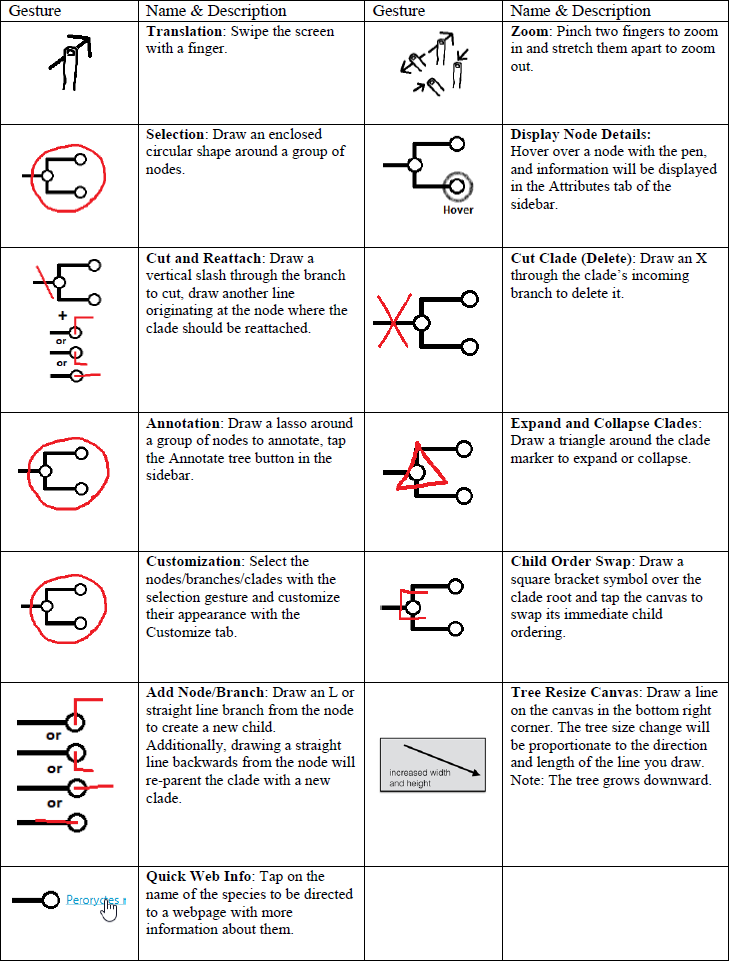 Gesture Name & Description Gesture Name & Description
Translation: Swipe the screen
with a finger.
Zoom: Pinch two fingers to zoom
in and stretch them apart to zoom
out.
Selection: Draw an enclosed
circular shape around a group of
nodes.
Hover
Display Node Details:
Hover over a node with the pen,
and information will be displayed
in the Attributes tab of the
sidebar.
+
or
or
Cut and Reattach: Draw a
vertical slash through the branch
to cut, draw another line
originating at the node where the
clade should be reattached.
Cut Clade (Delete): Draw an X
through the clade’s incoming
branch to delete it.
Annotation: Draw a lasso around
a group of nodes to annotate, tap
the Annotate tree button in the
sidebar.
Expand and Collapse Clades:
Draw a triangle around the clade
marker to expand or collapse.
Customization: Select the
nodes/branches/clades with the
selection gesture and customize
their appearance with the
Customize tab.
Child Order Swap: Draw a
square bracket symbol over the
clade root and tap the canvas to
swap its immediate child
ordering.
or
or
or
Add Node/Branch: Draw an L or
straight line branch from the node
to create a new child.
Additionally, drawing a straight
line backwards from the node will
re-parent the clade with a new
clade.
increased width
and height
Tree Resize Canvas: Draw a line
on the canvas in the bottom right
corner. The tree size change will
be proportionate to the direction
and length of the line you draw.
Note: The tree grows downward.
Quick Web Info: Tap on the
name of the species to be directed
to a webpage with more
information about them.